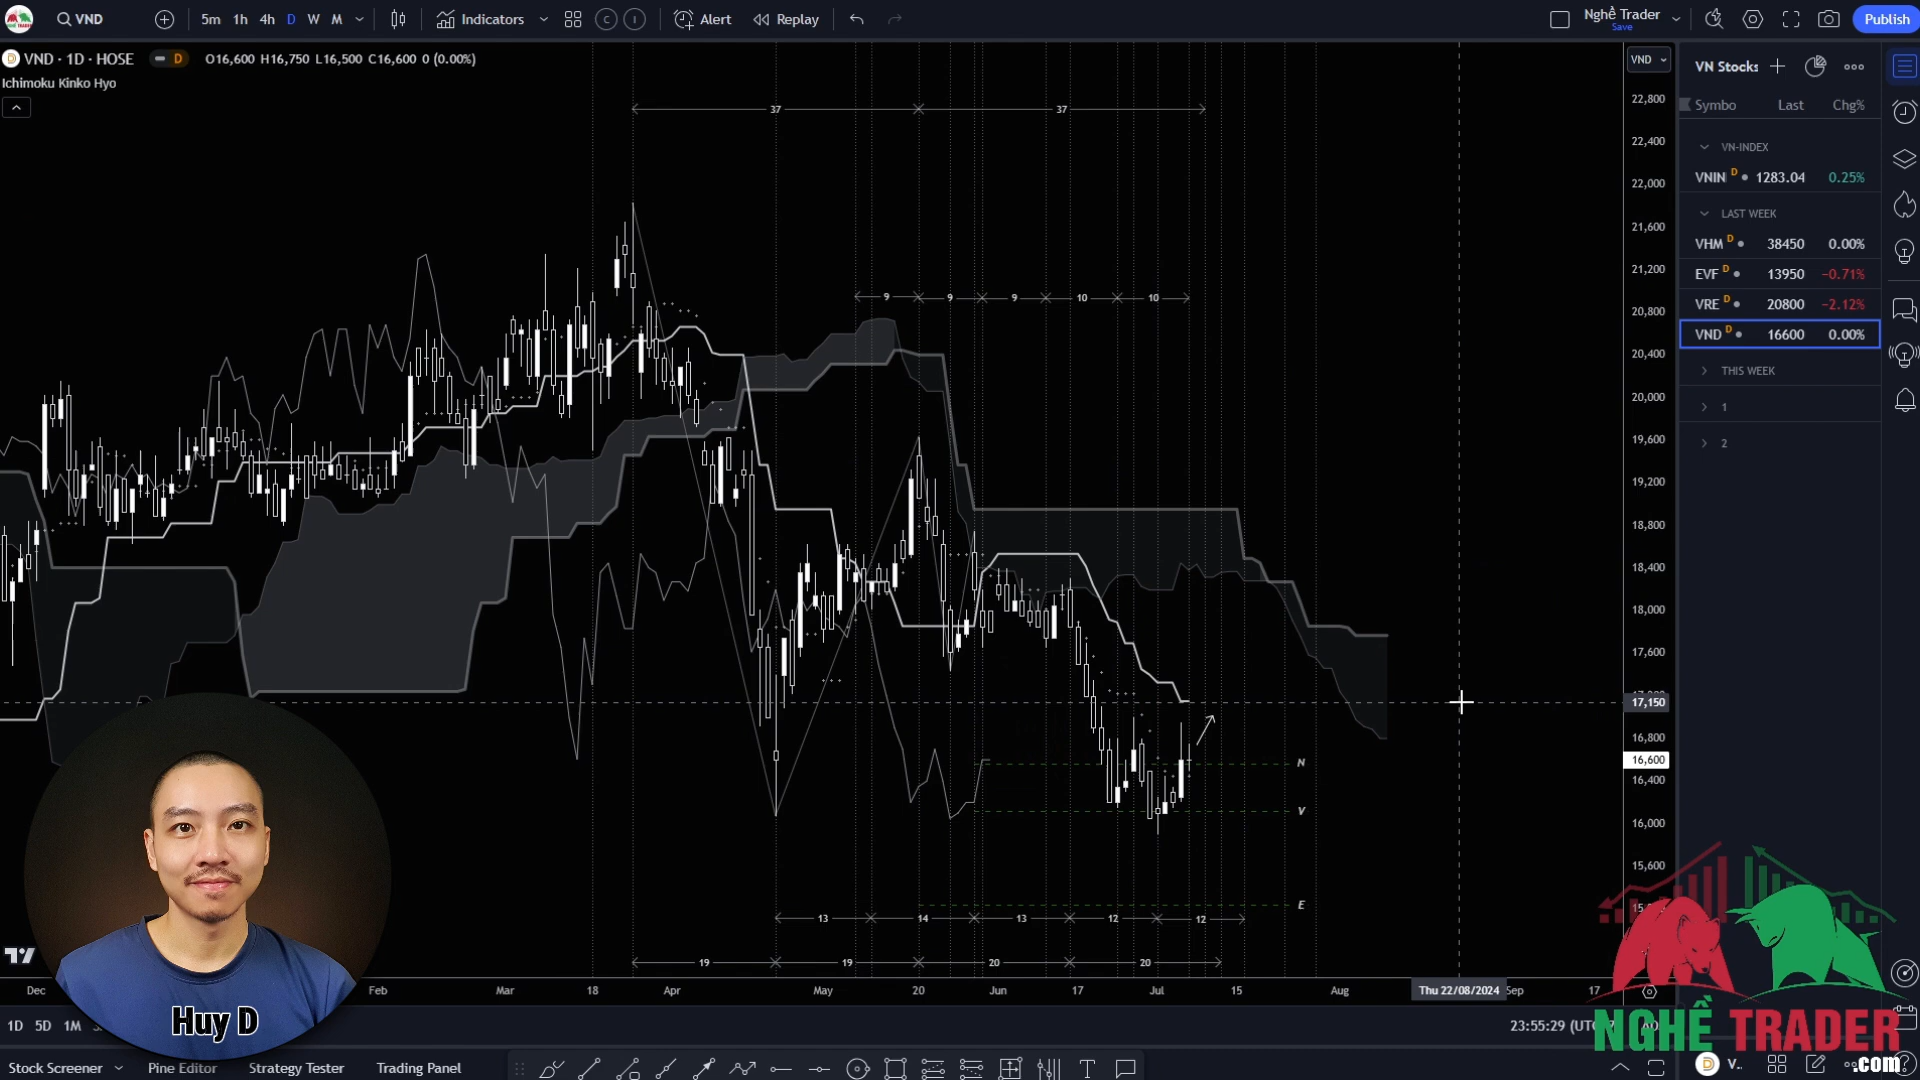 VND
5m 1h 4h D W M
Indicators
C I
Alert
Replay
Nghề Trader
Save
Publish
D VND · 1D · HOSE
D
O16,600 H16,750 L16,500 C16,600 0 (0.00%)
Ichimoku Kinko Hyo
VND
VN Stocks
Symbo Last Chg%
VN-INDEX
VNIN D 1283.04 0.25%
LAST WEEK
VHM D 38450 0.00%
EVF D 13950 −0.71%
VRE D 20800 −2.12%
VND D 16600 0.00%
THIS WEEK
1
2
37 37
9 9 9 10 10
22,800
22,400
22,000
21,600
21,200
20,800
20,400
20,000
19,600
19,200
18,800
18,400
18,000
17,600
17,150
16,800
16,600
16,400
16,000
15,600
N
V
E
13 14 13 12 12
19 19 20 20
Dec Feb Mar 18 Apr May 20 Jun 17 Jul 15 Aug Thu 22/08/2024 Sep 17
1D 5D 1M
23:55:29
Huy D
NGHỀ TRADER
.com
Stock Screener Pine Editor Strategy Tester Trading Panel
T
D V..